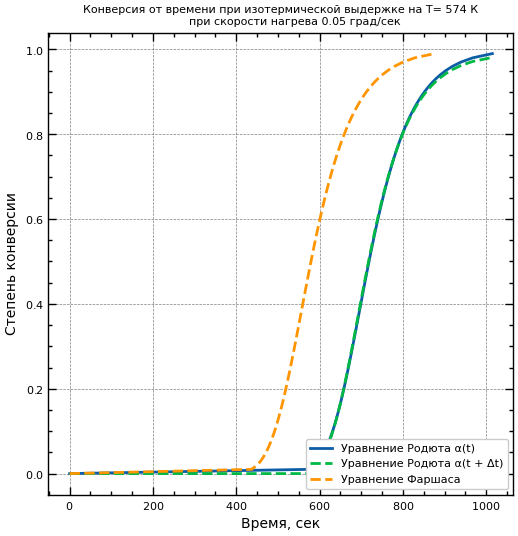 Конверсия от времени при изотермической выдержке на T= 574 К
при скорости нагрева 0.05 град/сек
1.0
0.8
0.6
0.4
0.2
0.0
Степень конверсии
Уравнение Родюта α(t)
Уравнение Родюта α(t + Δt)
Уравнение Фаршаса
0
200
400
600
800
1000
Время, сек